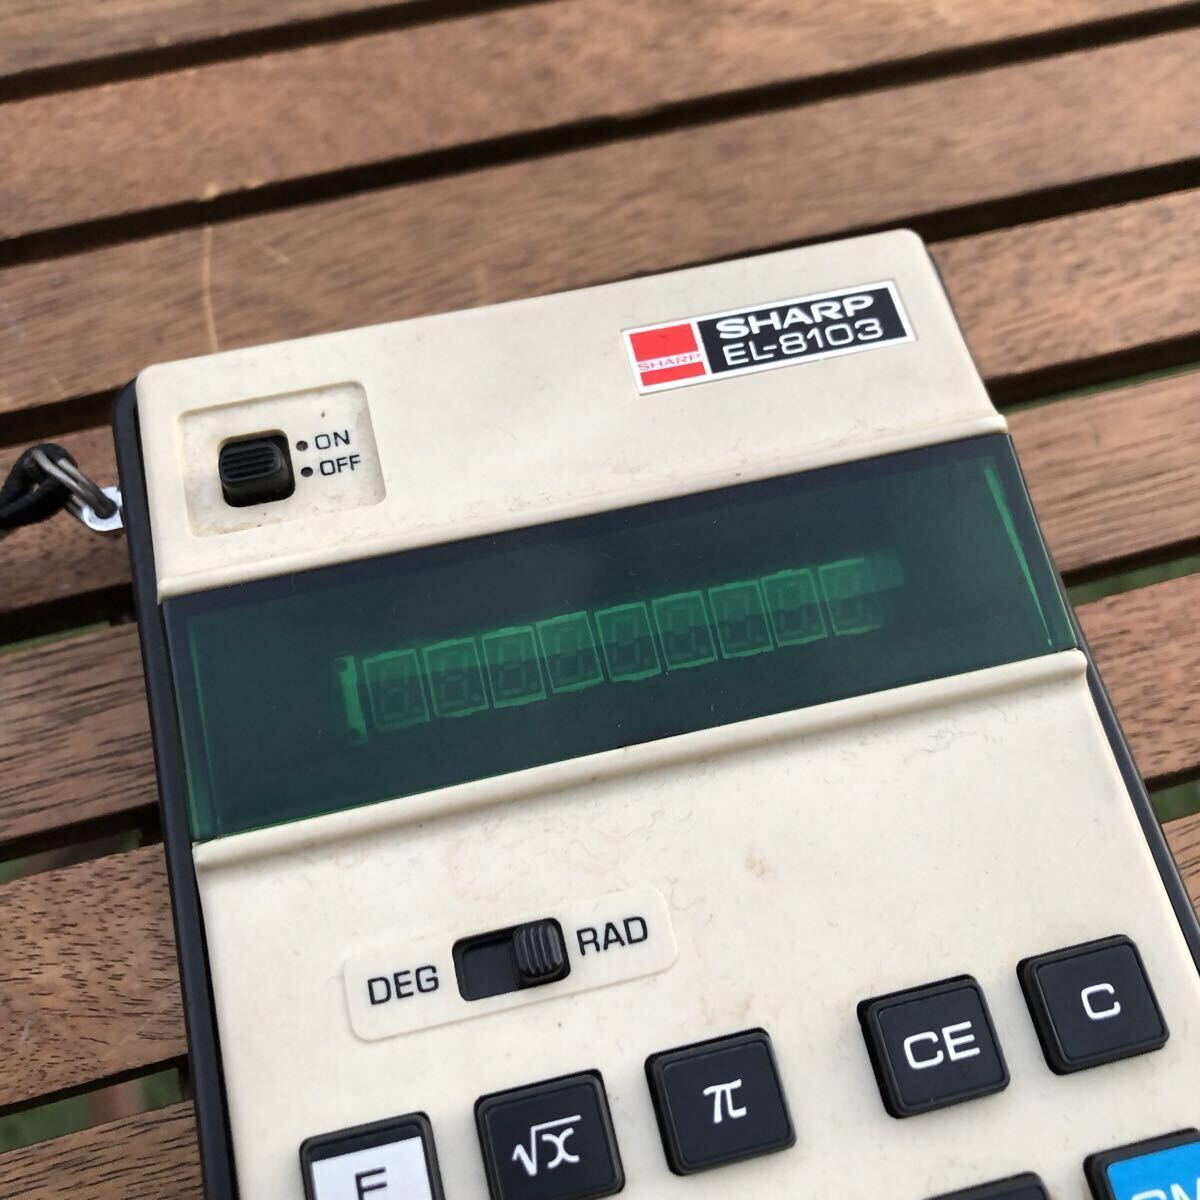 SHARP
SHARP
EL-8103
ON
OFF
DEG
RAD
CE
C
√x
π
F